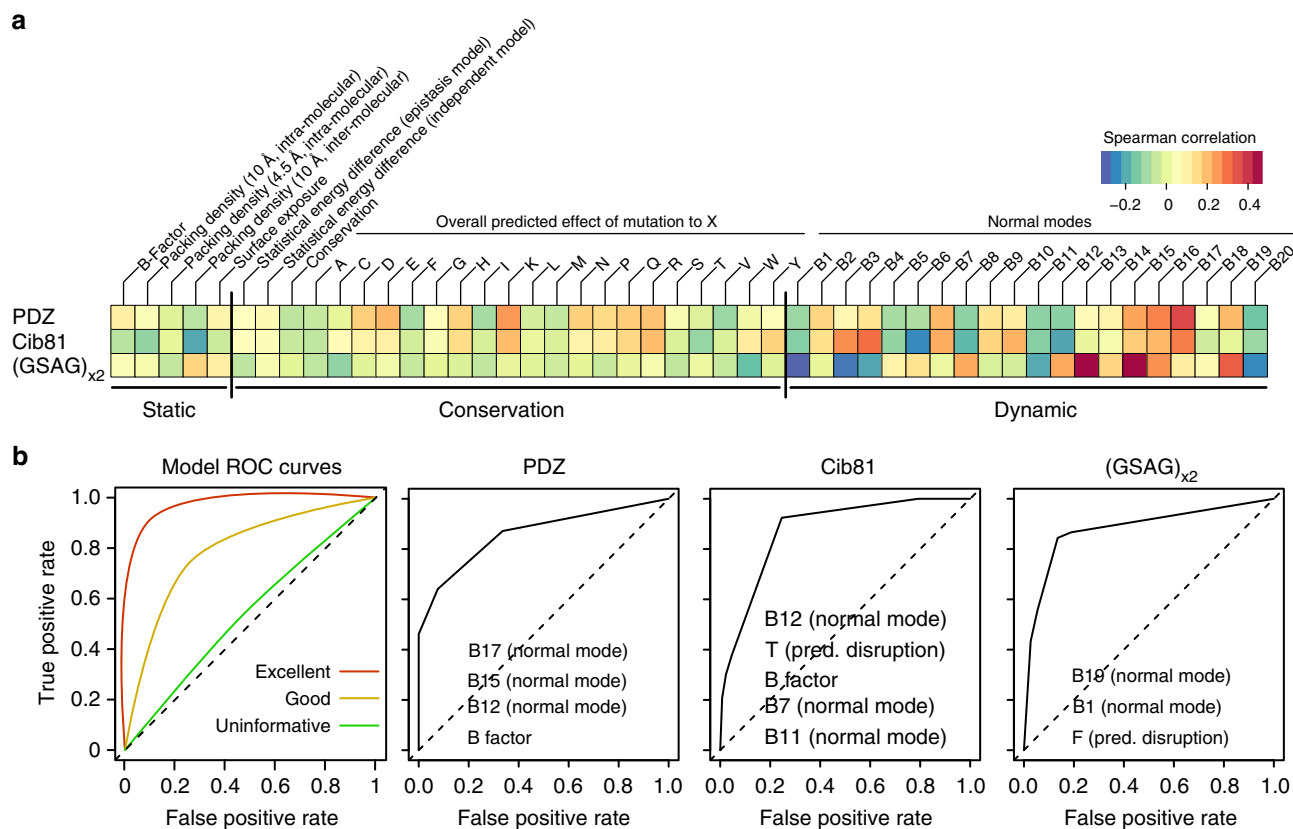 a
B-Factor
Packing density (10 Å, intra-molecular)
Packing density (4.5 Å, intra-molecular)
Packing density (10 Å, inter-molecular)
Surface exposure
Statistical energy difference (epistasis model)
Statistical energy difference (independent model)
Conservation
Overall predicted effect of mutation to X
A C D E F G H I K L M N P Q R S T V W Y
Normal modes
B1 B2 B3 B4 B5 B6 B7 B8 B9 B10 B11 B12 B13 B14 B15 B16 B17 B18 B19 B20
Spearman correlation
−0.2 0 0.2 0.4
PDZ
Cib81
(GSAG)x2
Static
Conservation
Dynamic
b
Model ROC curves
True positive rate
1.0
0.8
0.6
0.4
0.2
0
Excellent
Good
Uninformative
0.0 0.2 0.4 0.6 0.8 1.0
False positive rate
PDZ
B17 (normal mode)
B15 (normal mode)
B12 (normal mode)
B factor
0.0 0.2 0.4 0.6 0.8 1.0
False positive rate
Cib81
B12 (normal mode)
T (pred. disruption)
B factor
B7 (normal mode)
B11 (normal mode)
0.0 0.2 0.4 0.6 0.8 1.0
False positive rate
(GSAG)x2
B19 (normal mode)
B1 (normal mode)
F (pred. disruption)
0.0 0.2 0.4 0.6 0.8 1.0
False positive rate